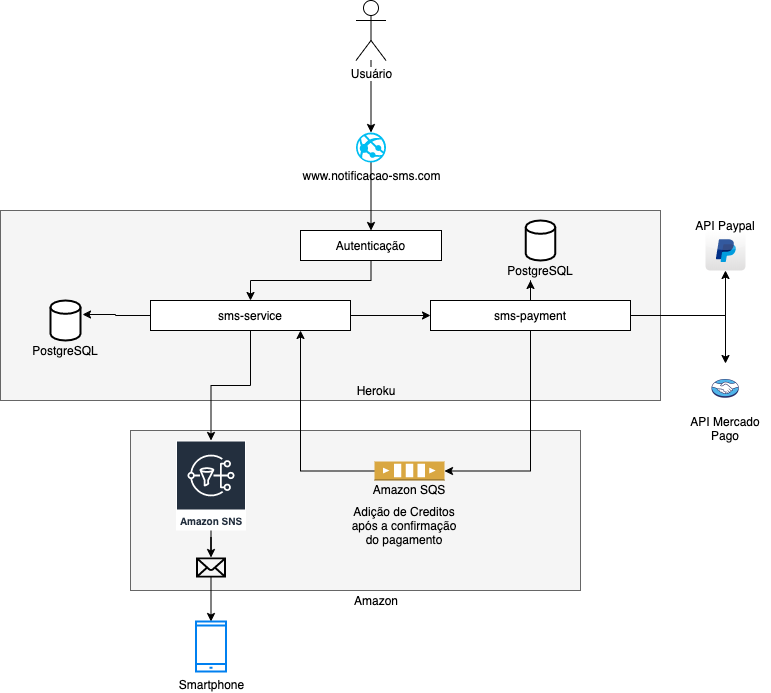 Usuário
www.notificacao-sms.com
Autenticação
PostgreSQL
API Paypal
sms-service
sms-payment
PostgreSQL
Heroku
API Mercado
Pago
Amazon SQS
Adição de Creditos
após a confirmação
do pagamento
Amazon SNS
Amazon
Smartphone